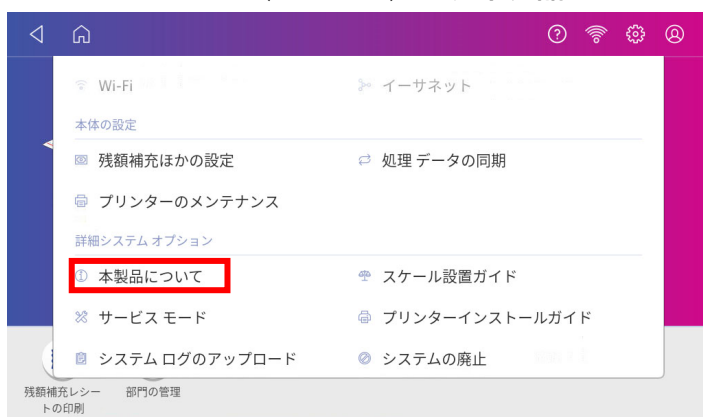 Wi-Fi
イーサネット
本体の設定
残額補充ほかの設定
処理 データの同期
プリンターのメンテナンス
詳細システム オプション
本製品について
スケール設置ガイド
サービス モード
プリンターインストールガイド
システム ログのアップロード
システムの廃止
残額補充レシー
トの印刷
部門の管理